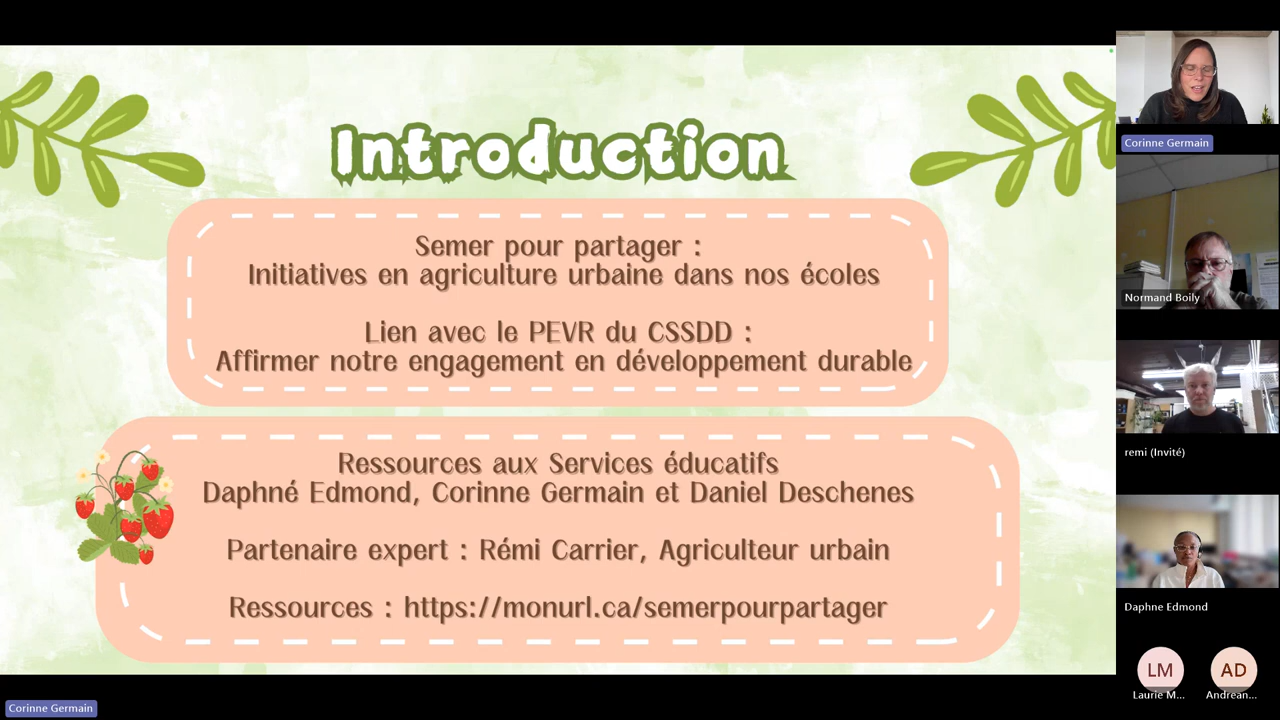 Introduction
Semer pour partager :
Initiatives en agriculture urbaine dans nos écoles
Lien avec le PEVR du CSSDD :
Affirmer notre engagement en développement durable
Ressources aux Services éducatifs
Daphné Edmond, Corinne Germain et Daniel Deschenes
Partenaire expert : Rémi Carrier, Agriculteur urbain
Ressources : https://monurl.ca/semerpourpartager
Corinne Germain
Corinne Germain
Normand Boily
remi (Invité)
Daphne Edmond
LM
AD
Laurie M...
Andrean...